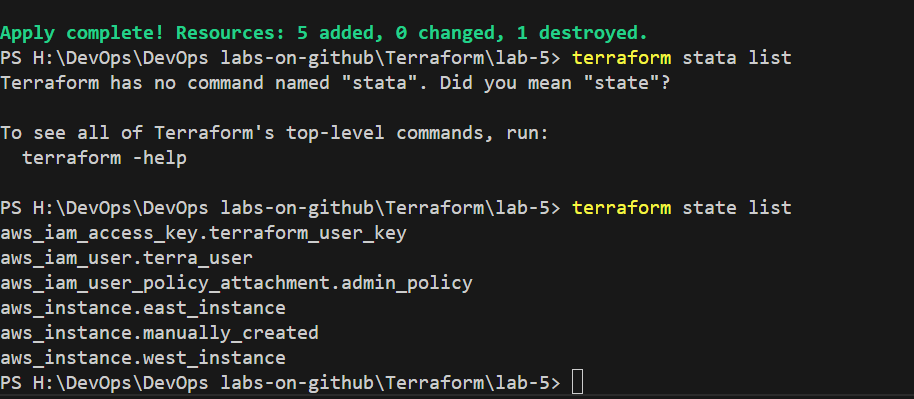 Apply complete! Resources: 5 added, 0 changed, 1 destroyed.
PS H:\DevOps\DevOps labs-on-github\Terraform\lab-5> terraform stata list
Terraform has no command named "stata". Did you mean "state"?
To see all of Terraform's top-level commands, run:
  terraform -help
PS H:\DevOps\DevOps labs-on-github\Terraform\lab-5> terraform state list
aws_iam_access_key.terraform_user_key
aws_iam_user.terra_user
aws_iam_user_policy_attachment.admin_policy
aws_instance.east_instance
aws_instance.manually_created
aws_instance.west_instance
PS H:\DevOps\DevOps labs-on-github\Terraform\lab-5>